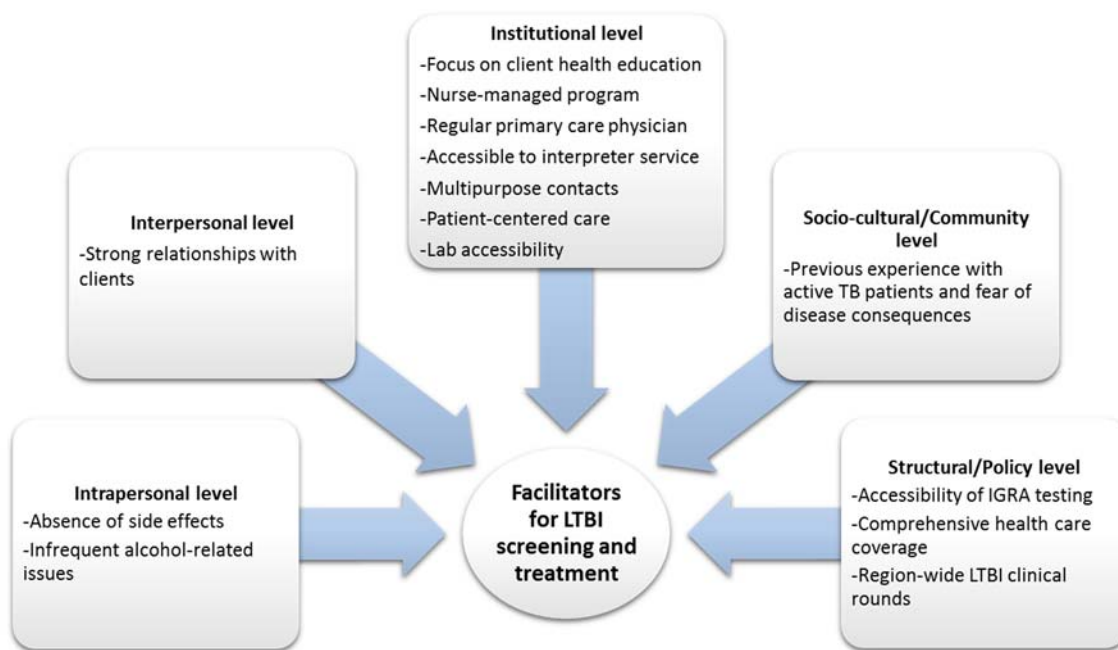 Institutional level
-Focus on client health education
-Nurse-managed program
-Regular primary care physician
-Accessible to interpreter service
-Multipurpose contacts
-Patient-centered care
-Lab accessibility
Interpersonal level
-Strong relationships with
clients
Socio-cultural/Community
level
-Previous experience with
active TB patients and fear of
disease consequences
Intrapersonal level
-Absence of side effects
-Infrequent alcohol-related
issues
Facilitators
for LTBI
screening and
treatment
Structural/Policy level
-Accessibility of IGRA testing
-Comprehensive health care
coverage
-Region-wide LTBI clinical
rounds